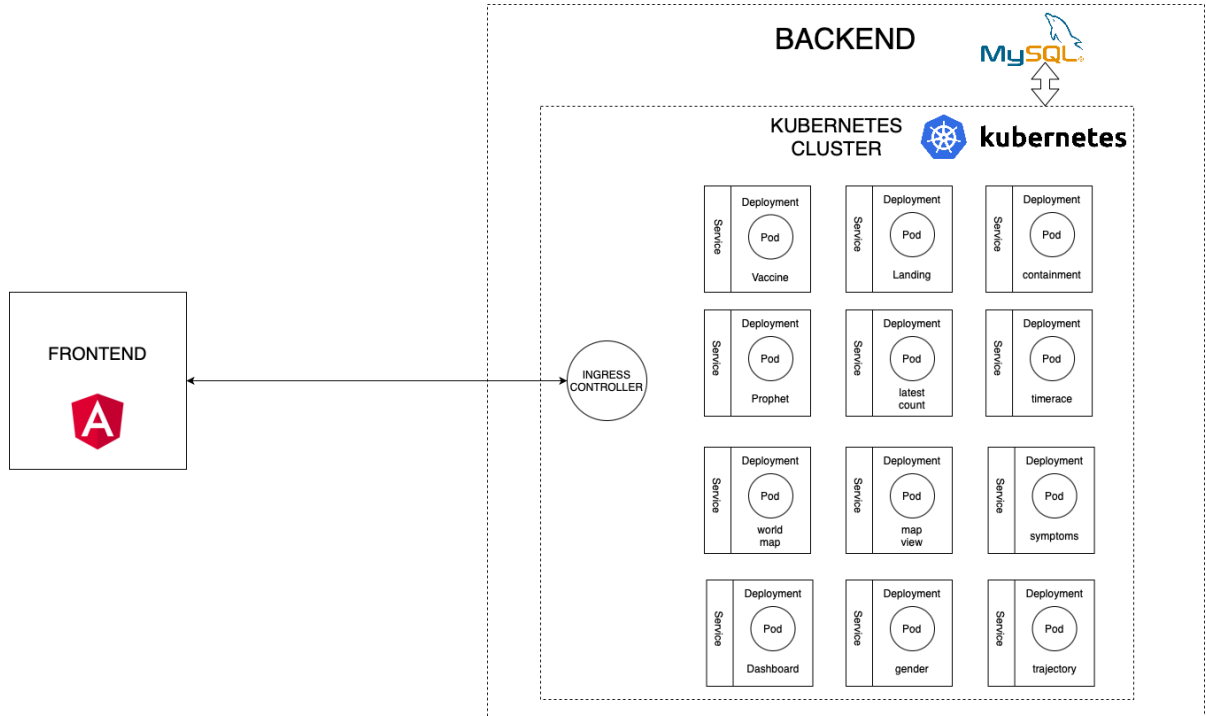 BACKEND
MySQL
KUBERNETES
CLUSTER
kubernetes
Service
Deployment
Pod
Vaccine
Service
Deployment
Pod
Landing
Service
Deployment
Pod
containment
Service
Deployment
Pod
Prophet
Service
Deployment
Pod
latest
count
Service
Deployment
Pod
timerace
FRONTEND
A
INGRESS
CONTROLLER
Service
Deployment
Pod
world
map
Service
Deployment
Pod
map
view
Service
Deployment
Pod
symptoms
Service
Deployment
Pod
Dashboard
Service
Deployment
Pod
gender
Service
Deployment
Pod
trajectory